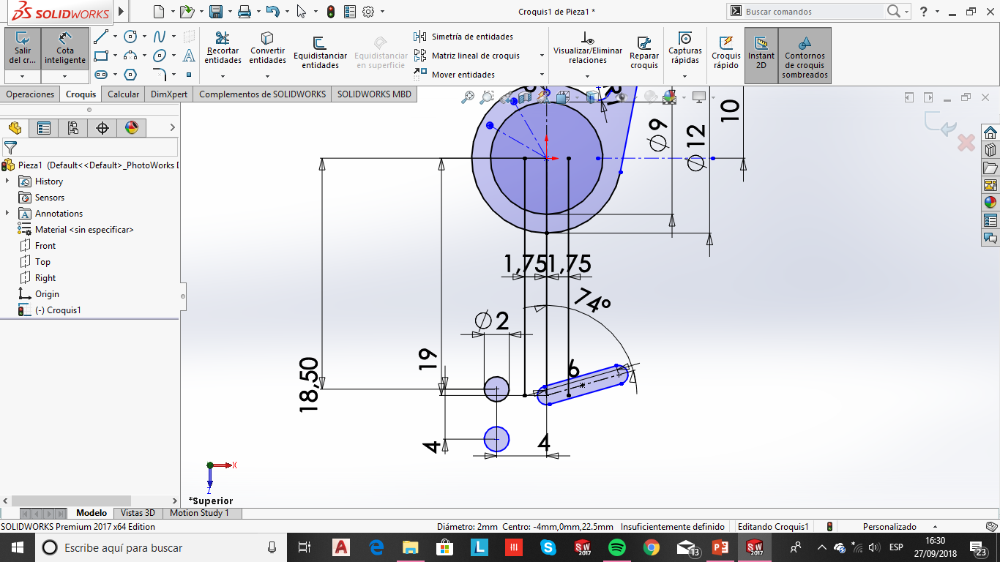 SOLIDWORKS
Croquis1 de Pieza1 *
Buscar comandos
?
Salir del cr...
Cota inteligente
Recortar entidades
Convertir entidades
Equidistanciar entidades
Equidistanciar en superficie
Simetría de entidades
Matriz lineal de croquis
Mover entidades
Visualizar/Eliminar relaciones
Reparar croquis
Capturas rápidas
Croquis rápido
Instant 2D
Contornos de croquis sombreados
Operaciones
Croquis
Calcular
DimXpert
Complementos de SOLIDWORKS
SOLIDWORKS MBD
Pieza1 (Default<<Default>_PhotoWorks
History
Sensors
Annotations
Material <sin especificar>
Front
Top
Right
Origin
(-) Croquis1
∅9
∅12
10
1,75
1,75
74°
∅2
18,50
19
6
4
4
X
Z
*Superior
Modelo
Vistas 3D
Motion Study 1
SOLIDWORKS Premium 2017 x64 Edition
Diámetro: 2mm Centro: -4mm,0mm,22.5mm
Insuficientemente definido
Editando Croquis1
Personalizado
Escribe aquí para buscar
13
SW 2017
SW 2017
ESP
16:30
27/09/2018
23